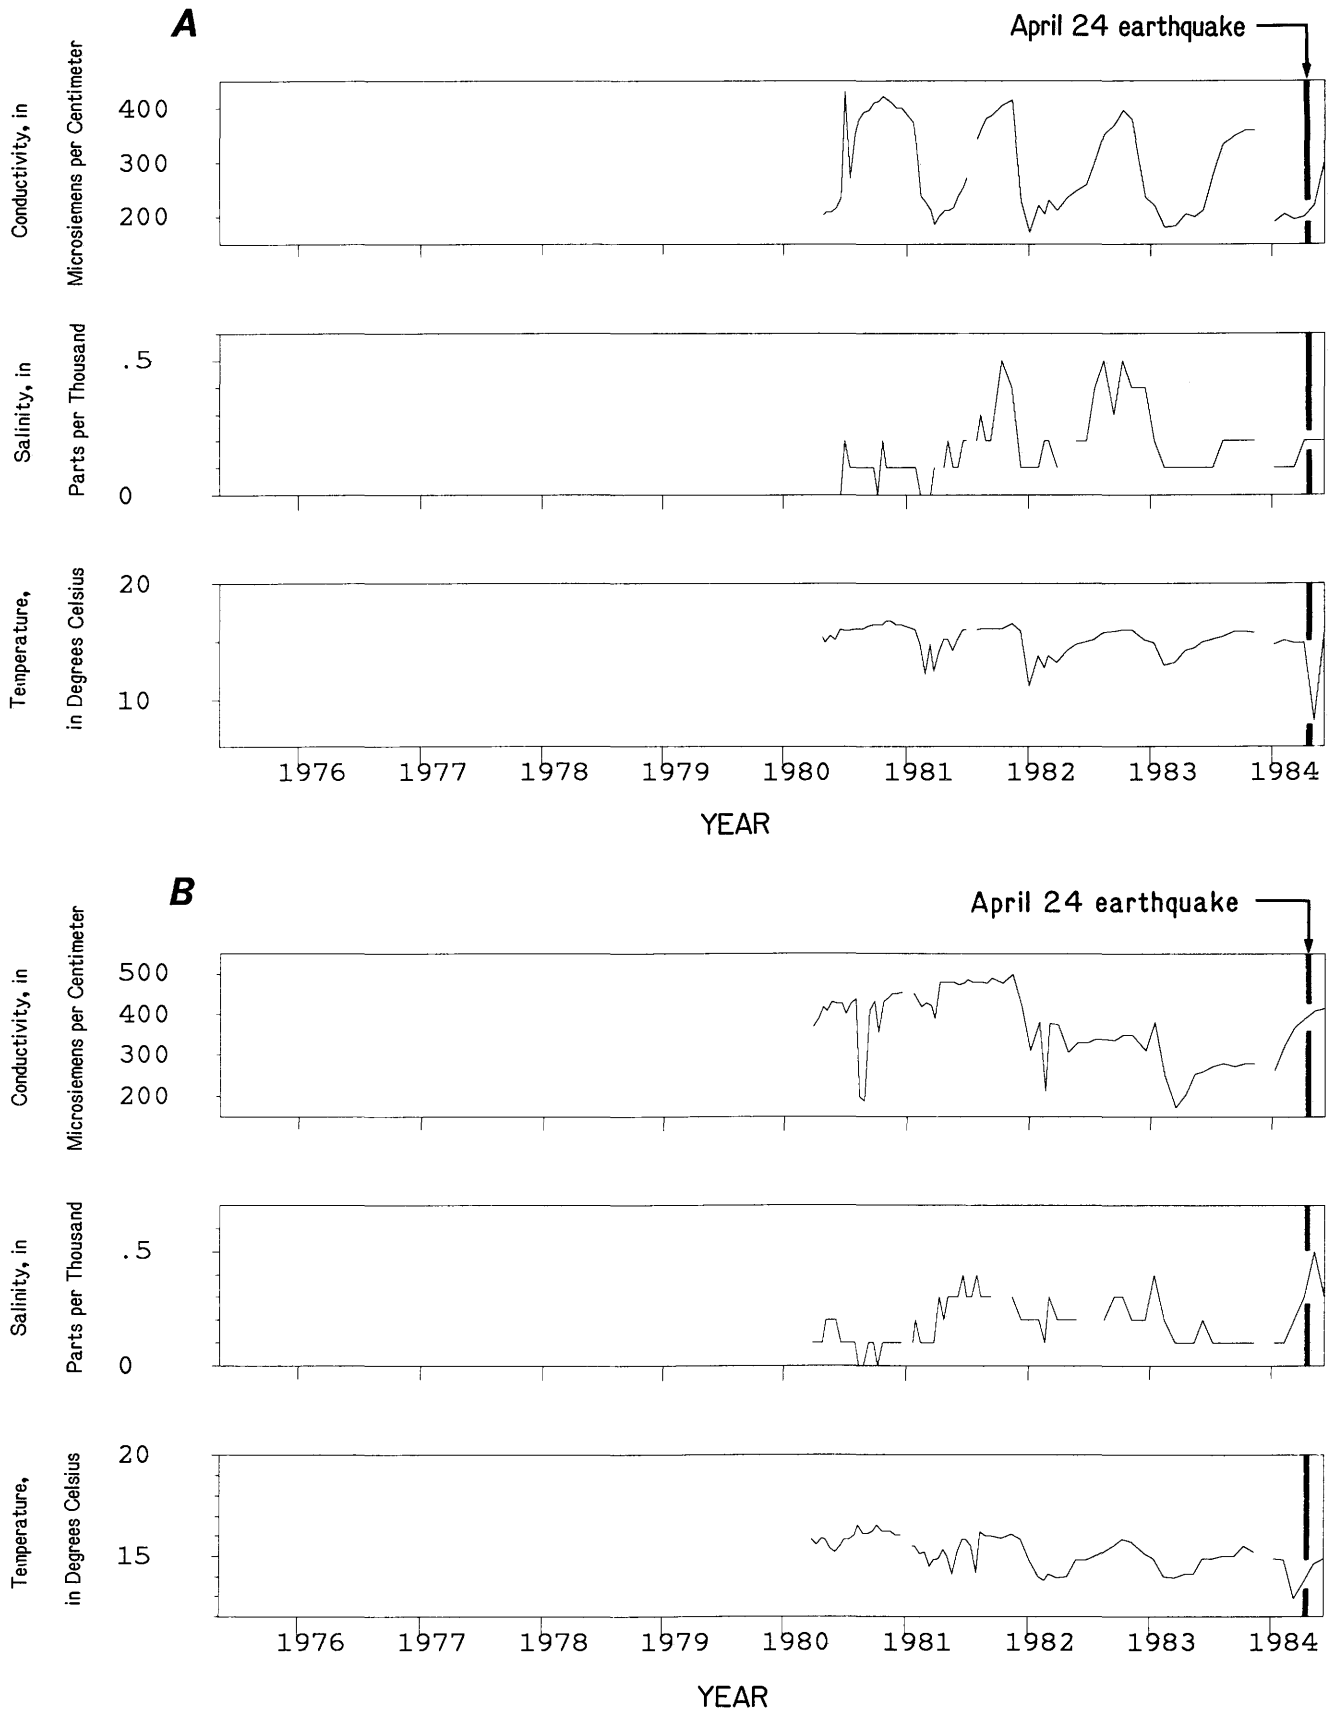 A
April 24 earthquake
Conductivity, in
Microsiemens per Centimeter
400
300
200
Salinity, in
Parts per Thousand
.5
0
Temperature,
in Degrees Celsius
20
10
1976 1977 1978 1979 1980 1981 1982 1983 1984
YEAR
B
April 24 earthquake
Conductivity, in
Microsiemens per Centimeter
500
400
300
200
Salinity, in
Parts per Thousand
.5
0
Temperature,
in Degrees Celsius
20
15
1976 1977 1978 1979 1980 1981 1982 1983 1984
YEAR